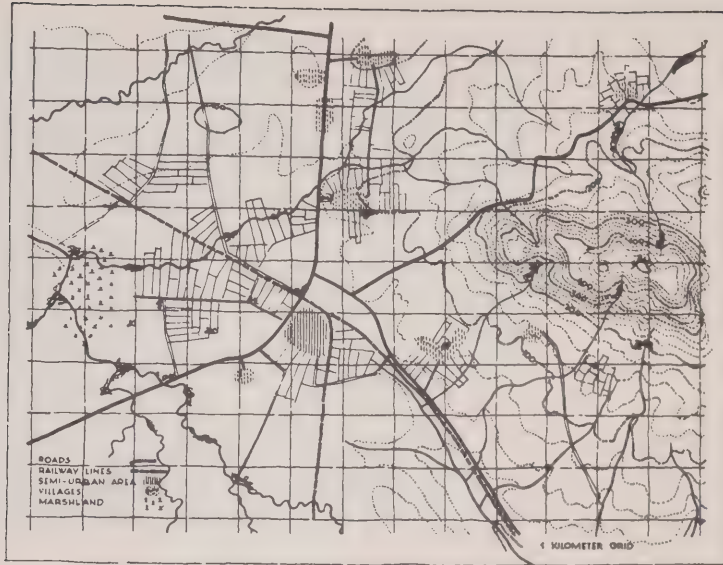 ROADS
RAILWAY LINES
SEMI-URBAN AREA
VILLAGES
MARSHLAND
1 KILOMETER GRID